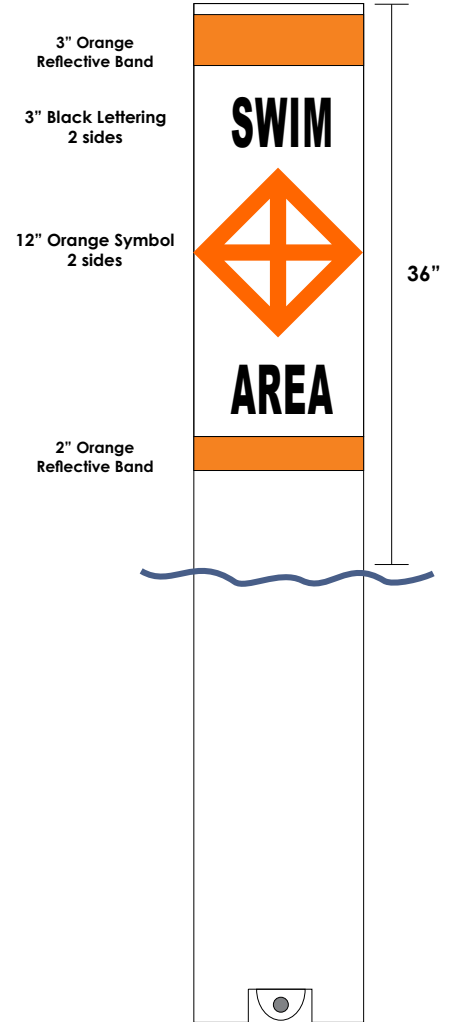 3” Orange
Reflective Band
3” Black Lettering
2 sides
SWIM
12” Orange Symbol
2 sides
36”
AREA
2” Orange
Reflective Band